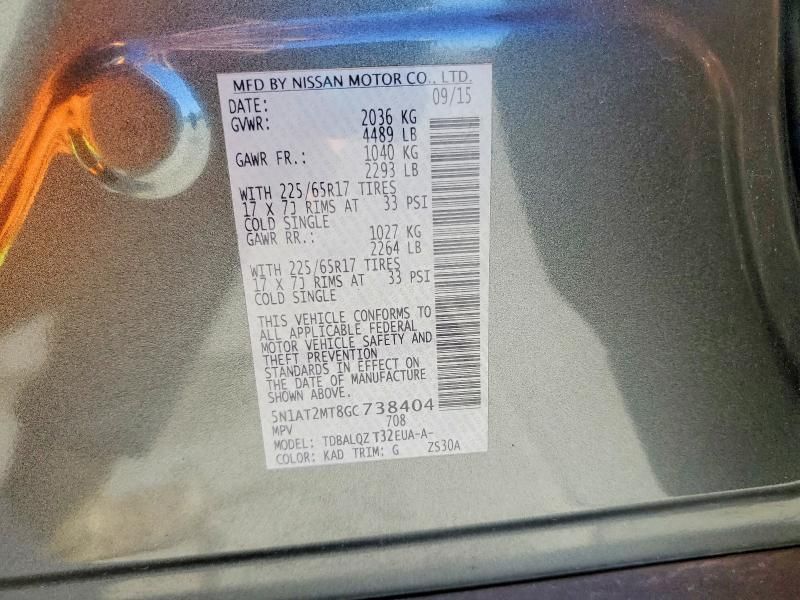 MFD BY NISSAN MOTOR CO., LTD.
DATE: 09/15
GVWR: 2036 KG
4489 LB
GAWR FR.: 1040 KG
2293 LB
WITH 225/65R17 TIRES
17 X 7J RIMS AT 33 PSI
COLD SINGLE
GAWR RR.: 1027 KG
2264 LB
WITH 225/65R17 TIRES
17 X 7J RIMS AT 33 PSI
COLD SINGLE
THIS VEHICLE CONFORMS TO
ALL APPLICABLE FEDERAL
MOTOR VEHICLE SAFETY AND
THEFT PREVENTION
STANDARDS IN EFFECT ON
THE DATE OF MANUFACTURE
SHOWN ABOVE.
5N1AT2MT8GC738404
MPV 708
MODEL: TDBALQZ T32EUA-A-
COLOR: KAD TRIM: G ZS30A